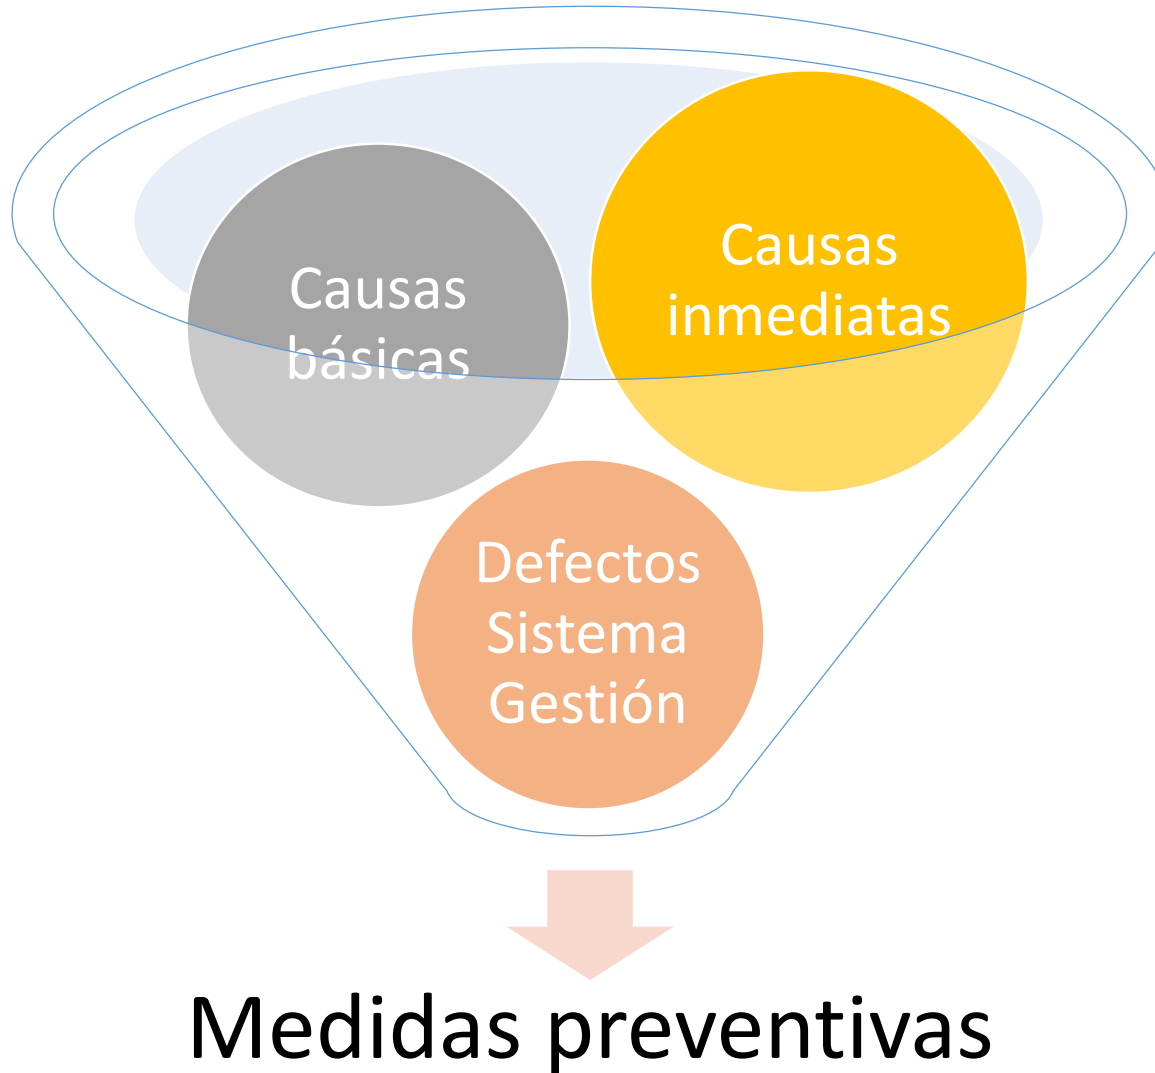 Causas
básicas
Causas
inmediatas
Defectos
Sistema
Gestión
Medidas preventivas